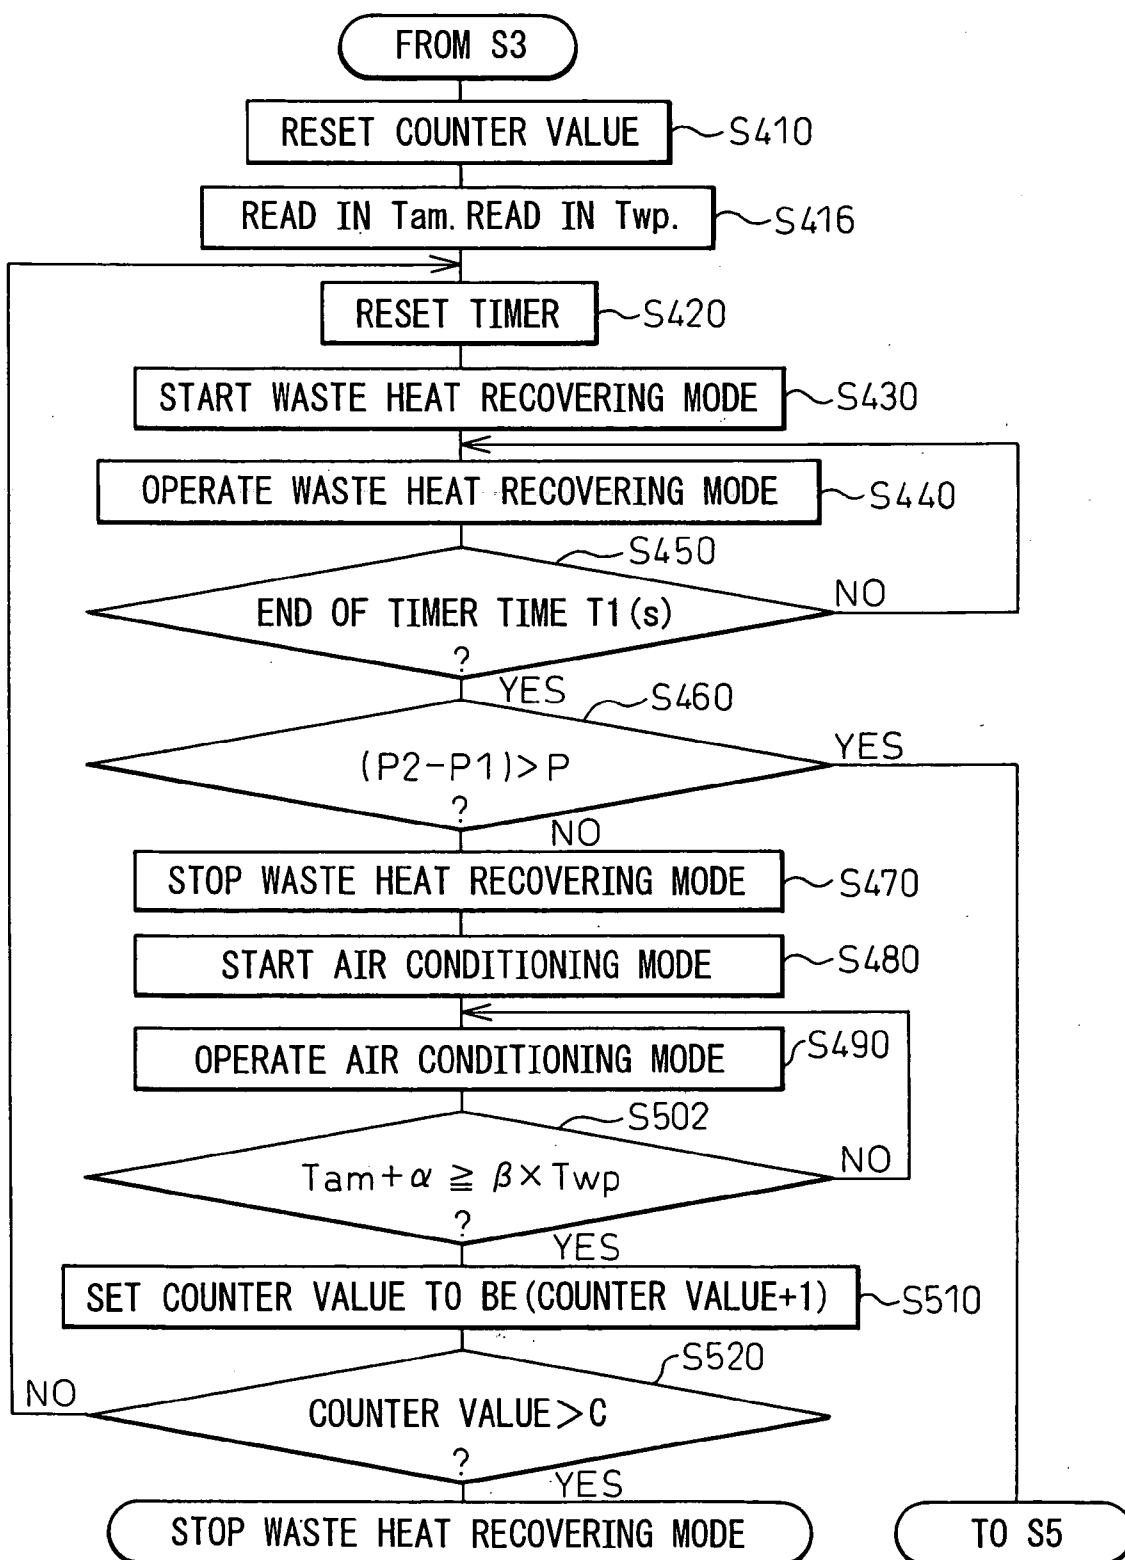 FROM S3
RESET COUNTER VALUE S410
READ IN Tam. READ IN Twp. S416
RESET TIMER S420
START WASTE HEAT RECOVERING MODE S430
OPERATE WASTE HEAT RECOVERING MODE S440
S450
END OF TIMER TIME T1(s) NO
?
YES S460
(P2-P1)>P YES
?
NO
STOP WASTE HEAT RECOVERING MODE S470
START AIR CONDITIONING MODE S480
OPERATE AIR CONDITIONING MODE S490
S502
Tam+α ≧ β×Twp NO
?
YES
SET COUNTER VALUE TO BE(COUNTER VALUE+1) S510
S520
NO COUNTER VALUE>C
?
YES
STOP WASTE HEAT RECOVERING MODE TO S5